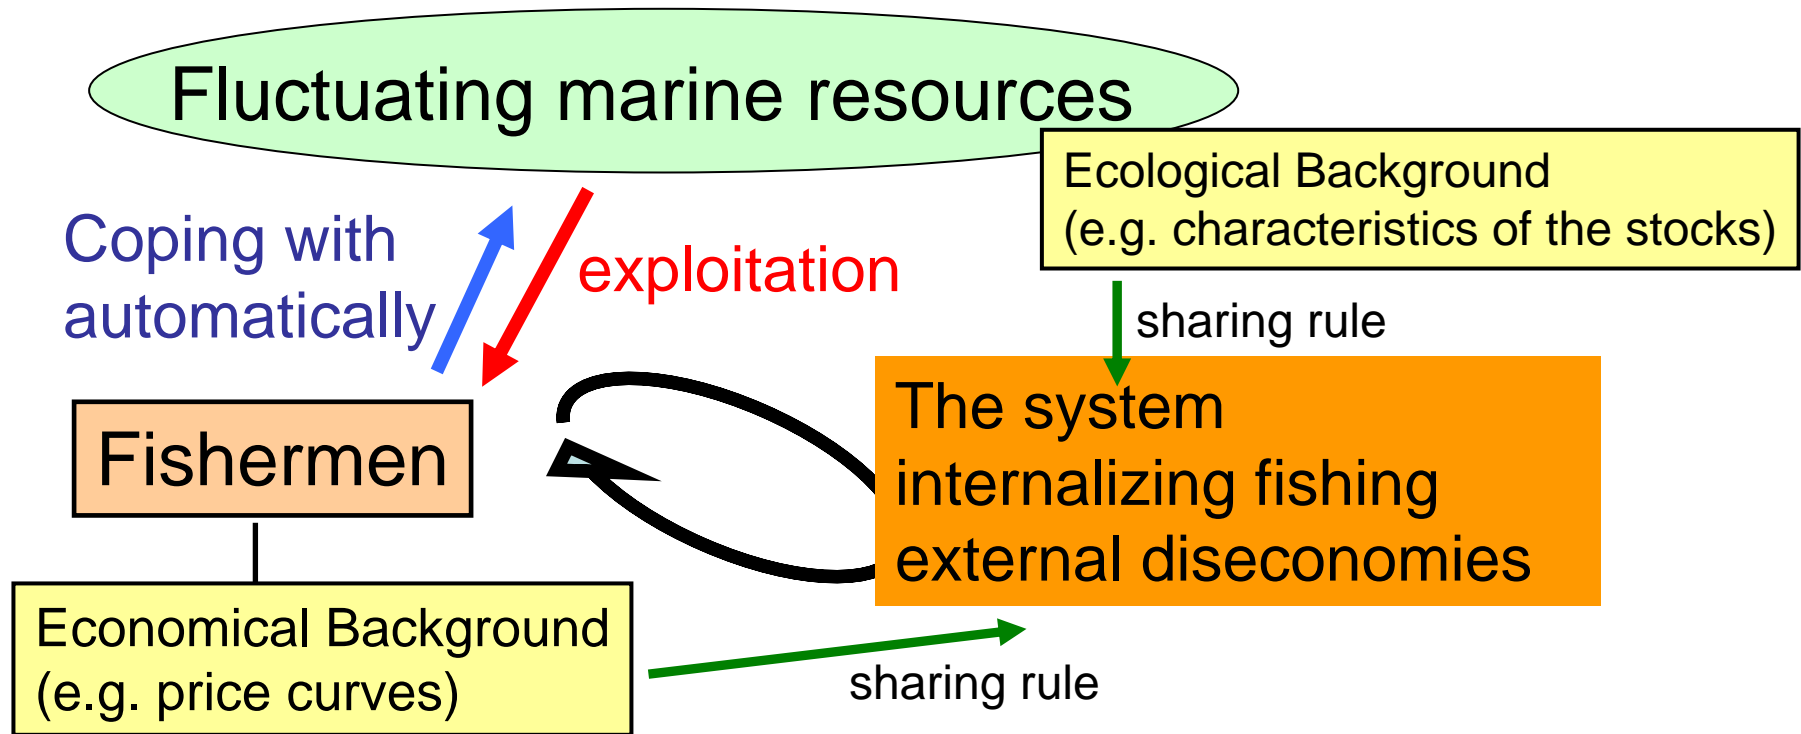 Fluctuating marine resources
Ecological Background
(e.g. characteristics of the stocks)
Coping with
automatically
exploitation
sharing rule
The system
internalizing fishing
external diseconomies
Fishermen
Economical Background
(e.g. price curves)
sharing rule